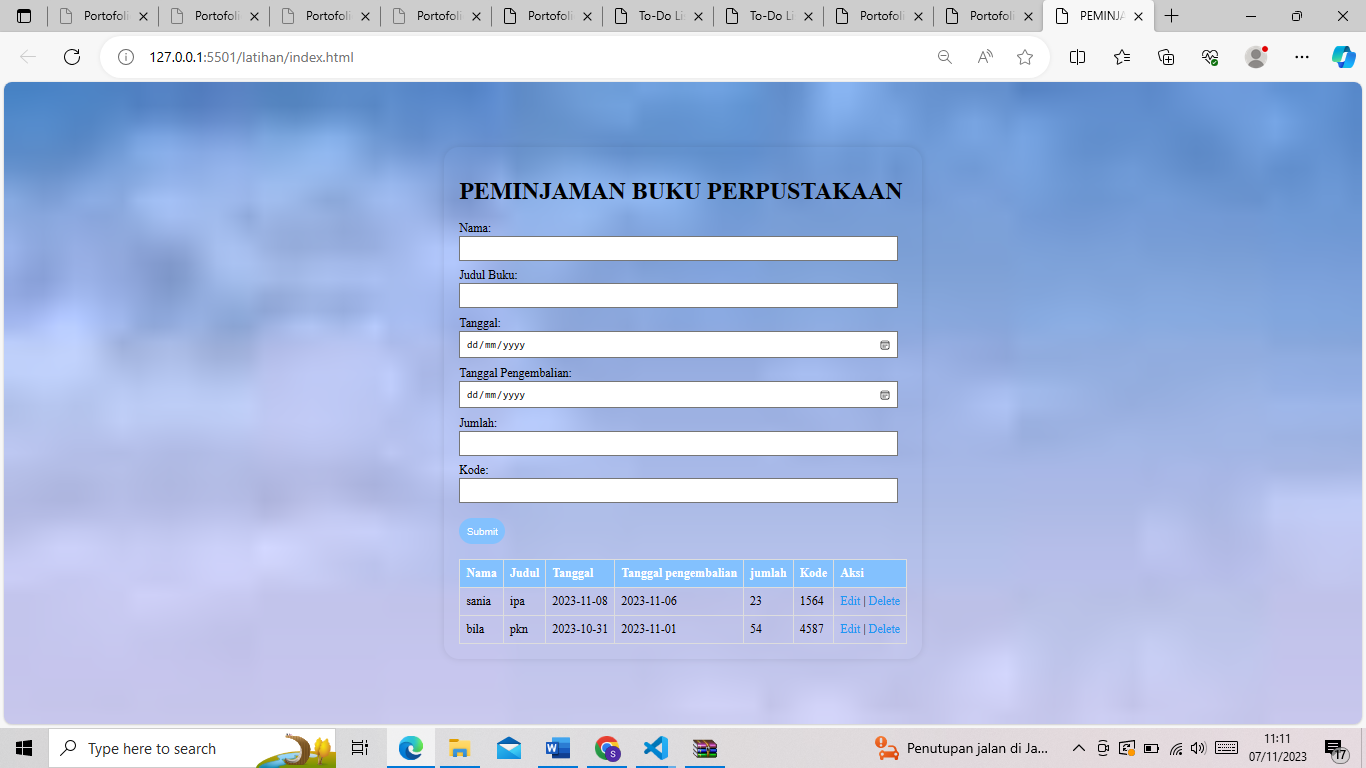 Portofoli Portofoli Portofoli Portofoli Portofoli To-Do Li To-Do Li Portofoli Portofoli PEMINJA
127.0.0.1:5501/latihan/index.html
PEMINJAMAN BUKU PERPUSTAKAAN
Nama:
Judul Buku:
Tanggal:
dd/mm/yyyy
Tanggal Pengembalian:
dd/mm/yyyy
Jumlah:
Kode:
Submit
Nama Judul Tanggal Tanggal pengembalian jumlah Kode Aksi
sania ipa 2023-11-08 2023-11-06 23 1564 Edit | Delete
bila pkn 2023-10-31 2023-11-01 54 4587 Edit | Delete
Type here to search
Penutupan jalan di Ja...
11:11
07/11/2023
17